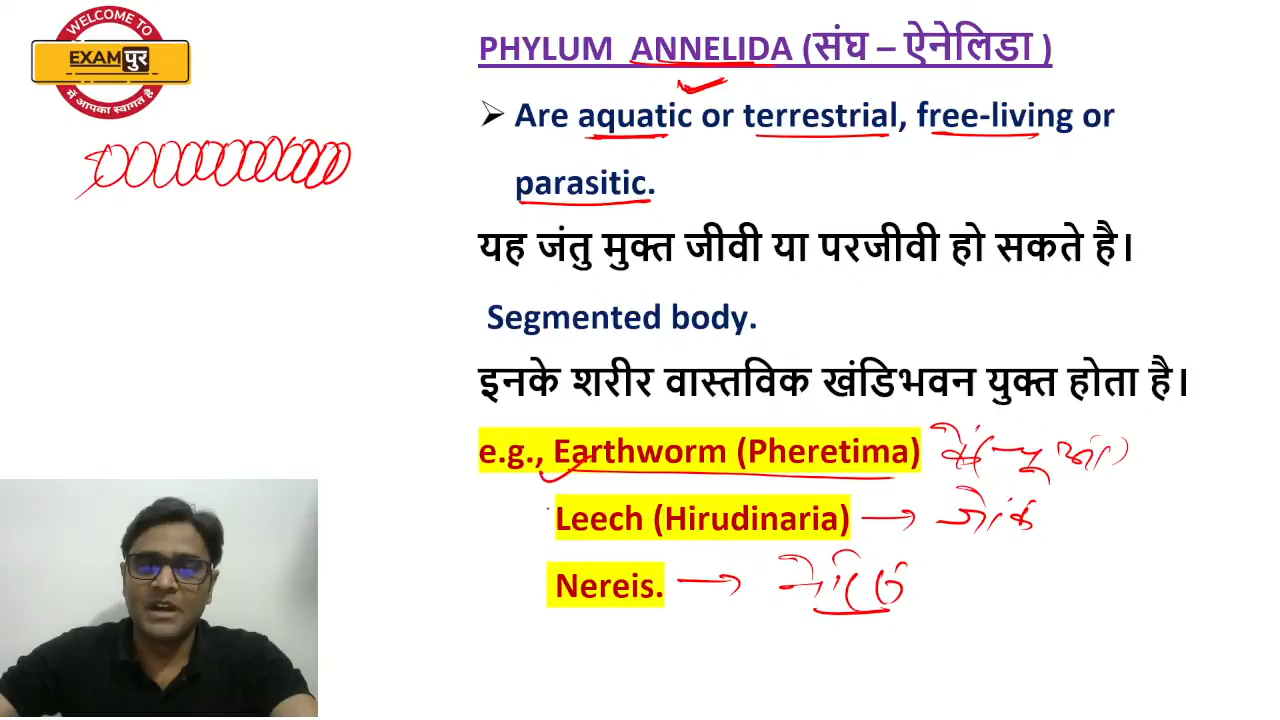 WELCOME TO
EXAM पुर
में आपका स्वागत है
PHYLUM ANNELIDA (संघ – ऐनेलिडा )
➢ Are aquatic or terrestrial, free-living or
parasitic.
यह जंतु मुक्त जीवी या परजीवी हो सकते है।
Segmented body.
इनके शरीर वास्तविक खंडिभवन युक्त होता है।
e.g., Earthworm (Pheretima)
Leech (Hirudinaria) → जोंक
Nereis. →